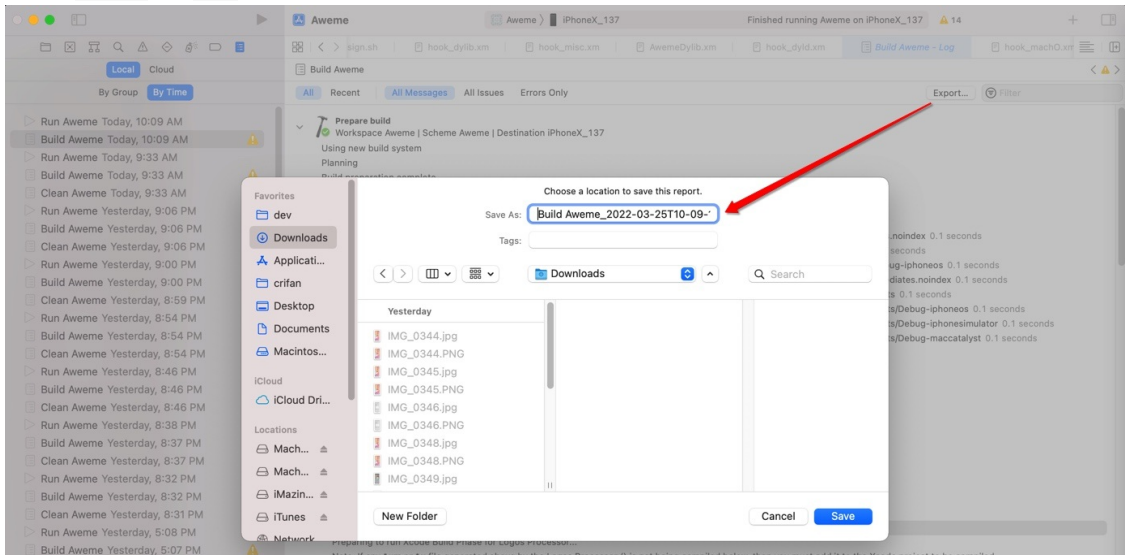 Aweme
Aweme 〉 iPhoneX_137
Finished running Aweme on iPhoneX_137
14
sign.sh
hook_dylib.xm
hook_misc.xm
AwemeDylib.xm
hook_dyld.xm
Build Aweme - Log
hook_machO.xm
Local
Cloud
Build Aweme
By Group
By Time
All
Recent
All Messages
All Issues
Errors Only
Export...
Filter
Run Aweme Today, 10:09 AM
Build Aweme Today, 10:09 AM
Run Aweme Today, 9:33 AM
Build Aweme Today, 9:33 AM
Clean Aweme Today, 9:33 AM
Run Aweme Yesterday, 9:06 PM
Build Aweme Yesterday, 9:06 PM
Clean Aweme Yesterday, 9:06 PM
Run Aweme Yesterday, 9:00 PM
Build Aweme Yesterday, 9:00 PM
Clean Aweme Yesterday, 8:59 PM
Run Aweme Yesterday, 8:54 PM
Build Aweme Yesterday, 8:54 PM
Clean Aweme Yesterday, 8:54 PM
Run Aweme Yesterday, 8:46 PM
Build Aweme Yesterday, 8:46 PM
Clean Aweme Yesterday, 8:46 PM
Run Aweme Yesterday, 8:38 PM
Build Aweme Yesterday, 8:37 PM
Clean Aweme Yesterday, 8:37 PM
Run Aweme Yesterday, 8:32 PM
Build Aweme Yesterday, 8:32 PM
Clean Aweme Yesterday, 8:31 PM
Run Aweme Yesterday, 5:08 PM
Build Aweme Yesterday, 5:07 PM
Prepare build
Workspace Aweme | Scheme Aweme | Destination iPhoneX_137
Using new build system
Planning
Build preparation complete
.noindex 0.1 seconds
seconds
ug-iphoneos 0.1 seconds
diates.noindex 0.1 seconds
s 0.1 seconds
ts/Debug-iphoneos 0.1 seconds
ts/Debug-iphonesimulator 0.1 seconds
ts/Debug-maccatalyst 0.1 seconds
Choose a location to save this report.
Save As:
Build Aweme_2022-03-25T10-09-
Tags:
Downloads
Search
Favorites
dev
Downloads
Applicati...
crifan
Desktop
Documents
Macintos...
iCloud
iCloud Dri...
Locations
Mach...
Mach...
iMazin...
iTunes
Network
Yesterday
IMG_0344.jpg
IMG_0344.PNG
IMG_0345.jpg
IMG_0345.PNG
IMG_0346.jpg
IMG_0346.PNG
IMG_0348.jpg
IMG_0348.PNG
IMG_0349.jpg
New Folder
Cancel
Save
Preparing to run Xcode Build Phase for Logos Processor...